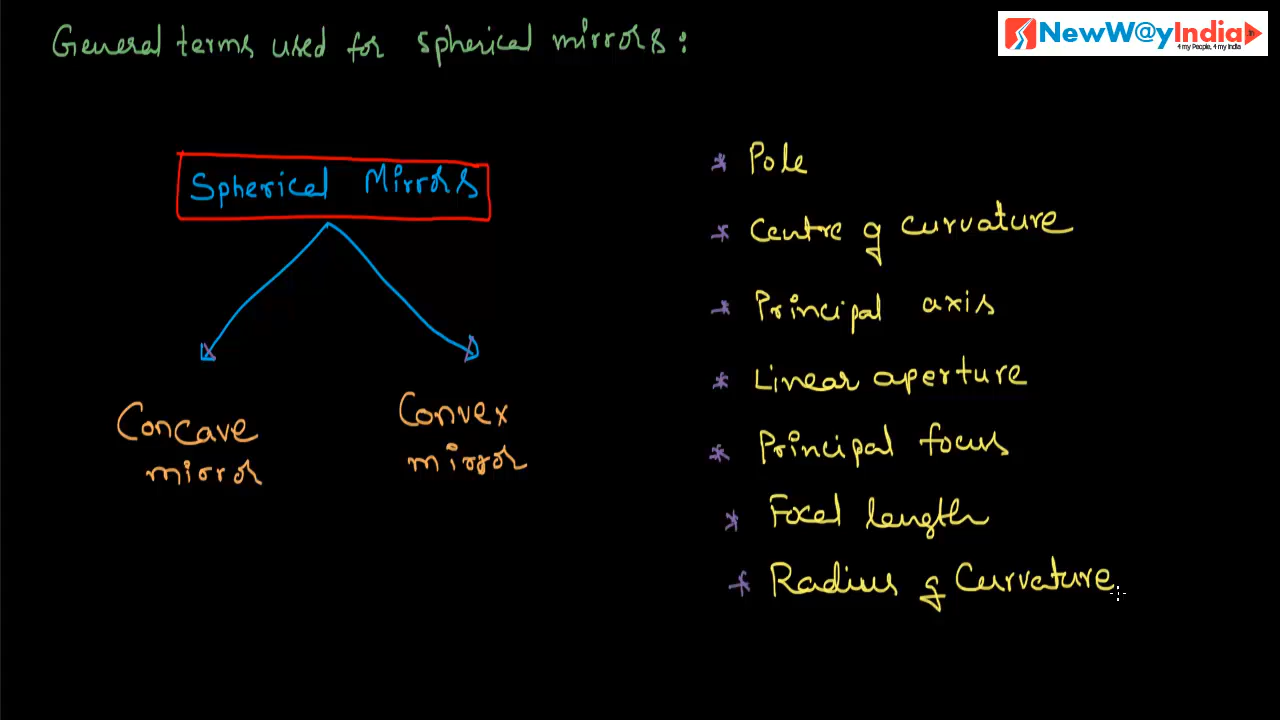 General terms used for spherical mirrors:
NewW@yIndia.in
4 my People, 4 my India
Spherical Mirrors
Concave
mirror
Convex
mirror
* Pole
* Centre of curvature
* Principal axis
* Linear aperture
* Principal focus
* Focal length
* Radius of Curvature